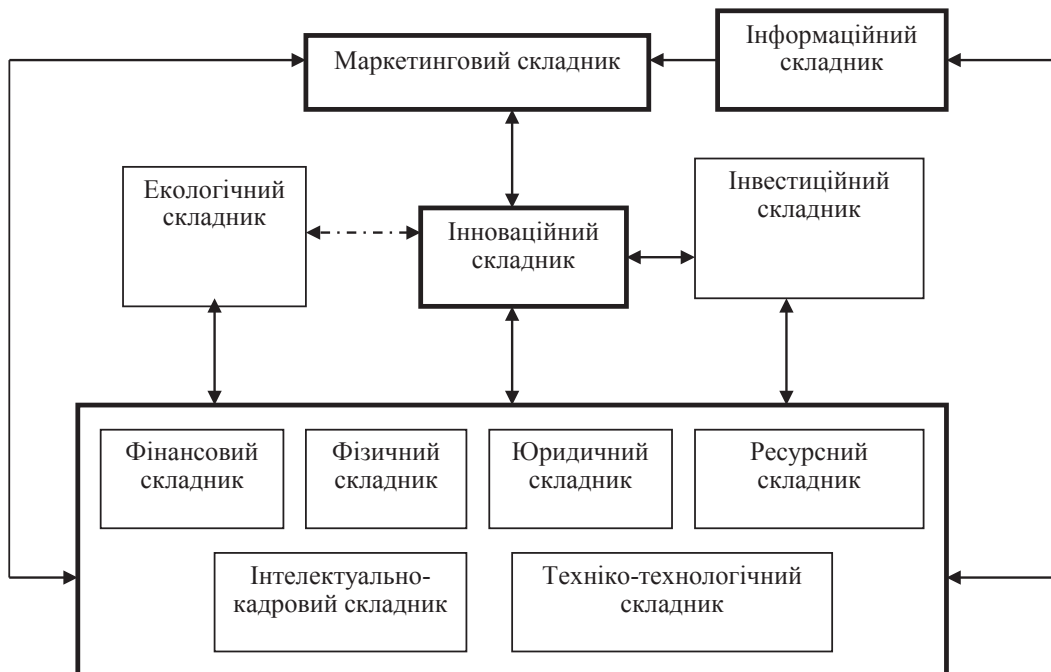 Маркетинговий складник
Інформаційний
складник
Екологічний
складник
Інноваційний
складник
Інвестиційний
складник
Фінансовий
складник
Фізичний
складник
Юридичний
складник
Ресурсний
складник
Інтелектуально-
кадровий складник
Техніко-технологічний
складник